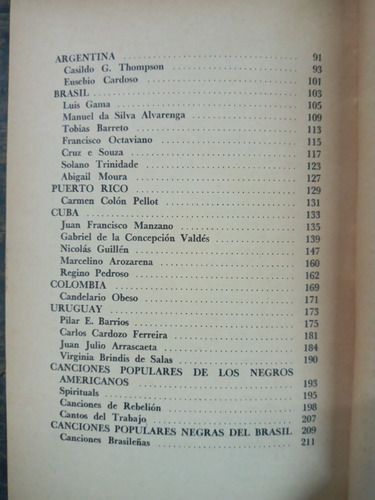 ARGENTINA 91
Casildo G. Thompson 93
Eusebio Cardoso 101
BRASIL 103
Luis Gama 105
Manuel da Silva Alvarenga 109
Tobias Barreto 113
Francisco Octaviano 115
Cruz e Souza 117
Solano Trinidade 123
Abigail Moura 127
PUERTO RICO 129
Carmen Colón Pellot 131
CUBA 133
Juan Francisco Manzano 135
Gabriel de la Concepción Valdés 139
Nicolás Guillén 147
Marcelino Arozarena 160
Regino Pedroso 162
COLOMBIA 169
Candelario Obeso 171
URUGUAY 173
Pilar E. Barrios 175
Carlos Cardozo Ferreira 181
Juan Julio Arrascaeta 184
Virginia Brindis de Salas 190
CANCIONES POPULARES DE LOS NEGROS
AMERICANOS 193
Spirituals 195
Canciones de Rebelión 198
Cantos del Trabajo 207
CANCIONES POPULARES NEGRAS DEL BRASIL 209
Canciones Brasileñas 211